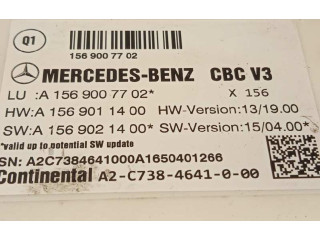 Q1
156 900 77 02
MERCEDES-BENZ CBC V3
LU :A 156 900 77 02* X 156
HW:A 156 901 14 00 HW-Version:13/19.00
SW:A 156 902 14 00* SW-Version:15/04.00*
*valid up to potential SW update
SN: A2C7384641000A1650401266
Continental A2-C738-4641-0-00